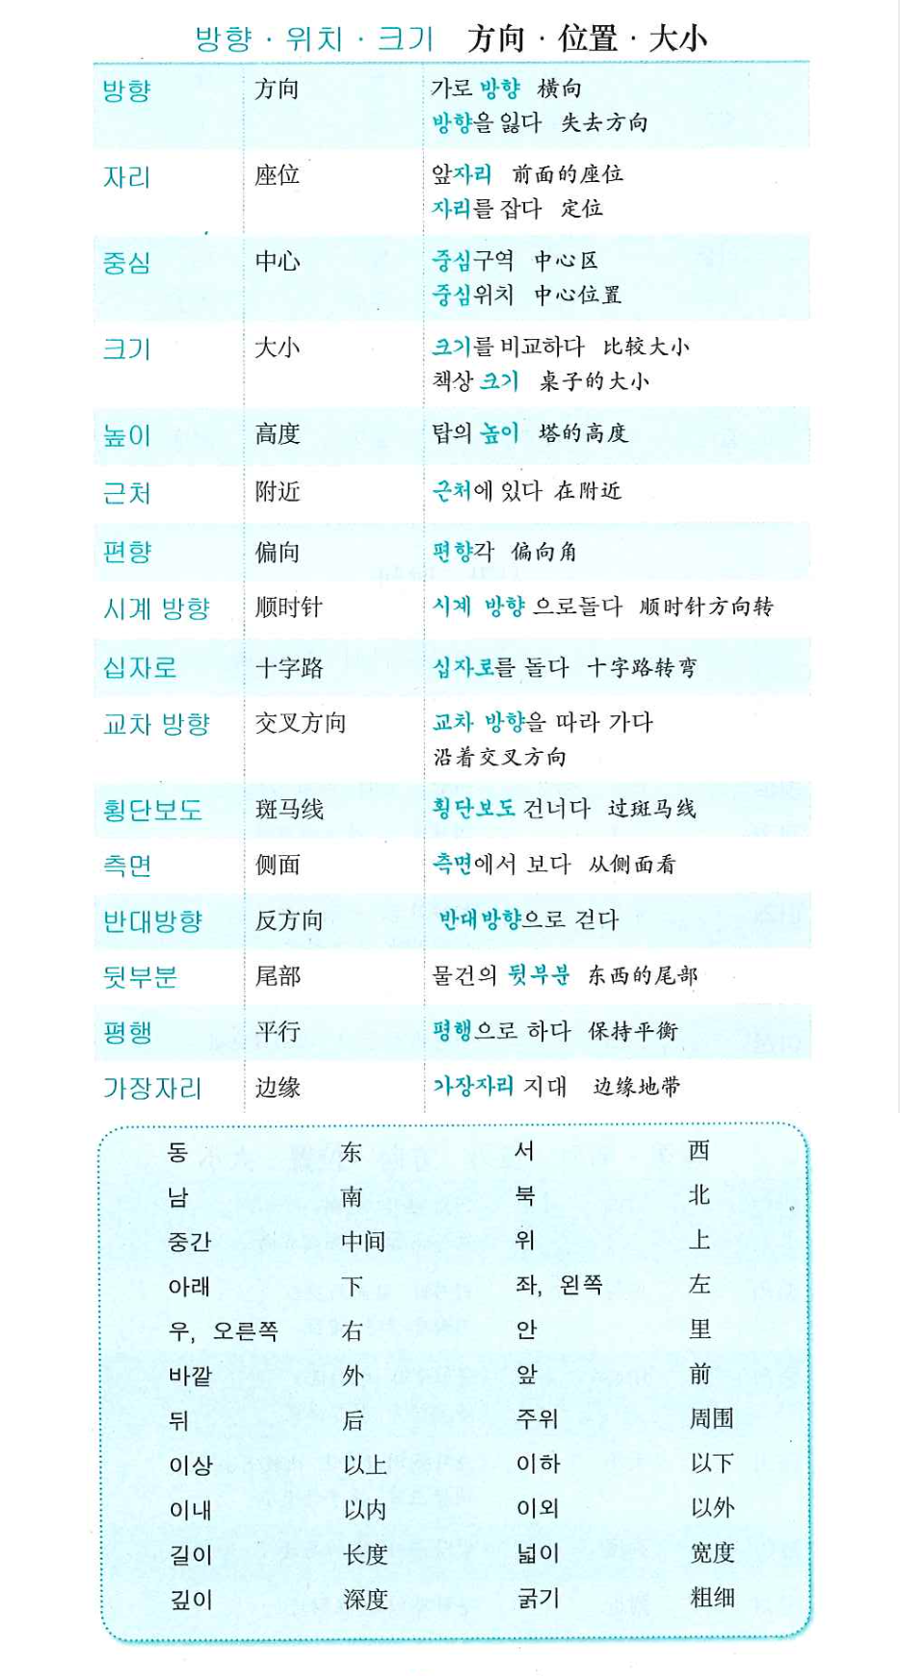 방향·위치·크기 方向·位置·大小
방향 方向 가로 방향 横向
방향을 잃다 失去方向
자리 座位 앞자리 前面的座位
자리를 잡다 定位
중심 中心 중심구역 中心区
중심위치 中心位置
크기 大小 크기를 비교하다 比较大小
책상 크기 桌子的大小
높이 高度 탑의 높이 塔的高度
근처 附近 근처에 있다 在附近
편향 偏向 편향각 偏向角
시계 방향 顺时针 시계 방향 으로돌다 顺时针方向转
십자로 十字路 십자로를 돌다 十字路转弯
교차 방향 交叉方向 교차 방향을 따라 가다
沿着交叉方向
횡단보도 斑马线 횡단보도 건너다 过斑马线
측면 侧面 측면에서 보다 从侧面看
반대방향 反方向 반대방향으로 걷다
뒷부분 尾部 물건의 뒷부분 东西的尾部
평행 平行 평행으로 하다 保持平衡
가장자리 边缘 가장자리 지대 边缘地带
동 东 서 西
남 南 북 北
중간 中间 위 上
아래 下 좌, 왼쪽 左
우, 오른쪽 右 안 里
바깥 外 앞 前
뒤 后 주위 周围
이상 以上 이하 以下
이내 以内 이외 以外
길이 长度 넓이 宽度
깊이 深度 굵기 粗细